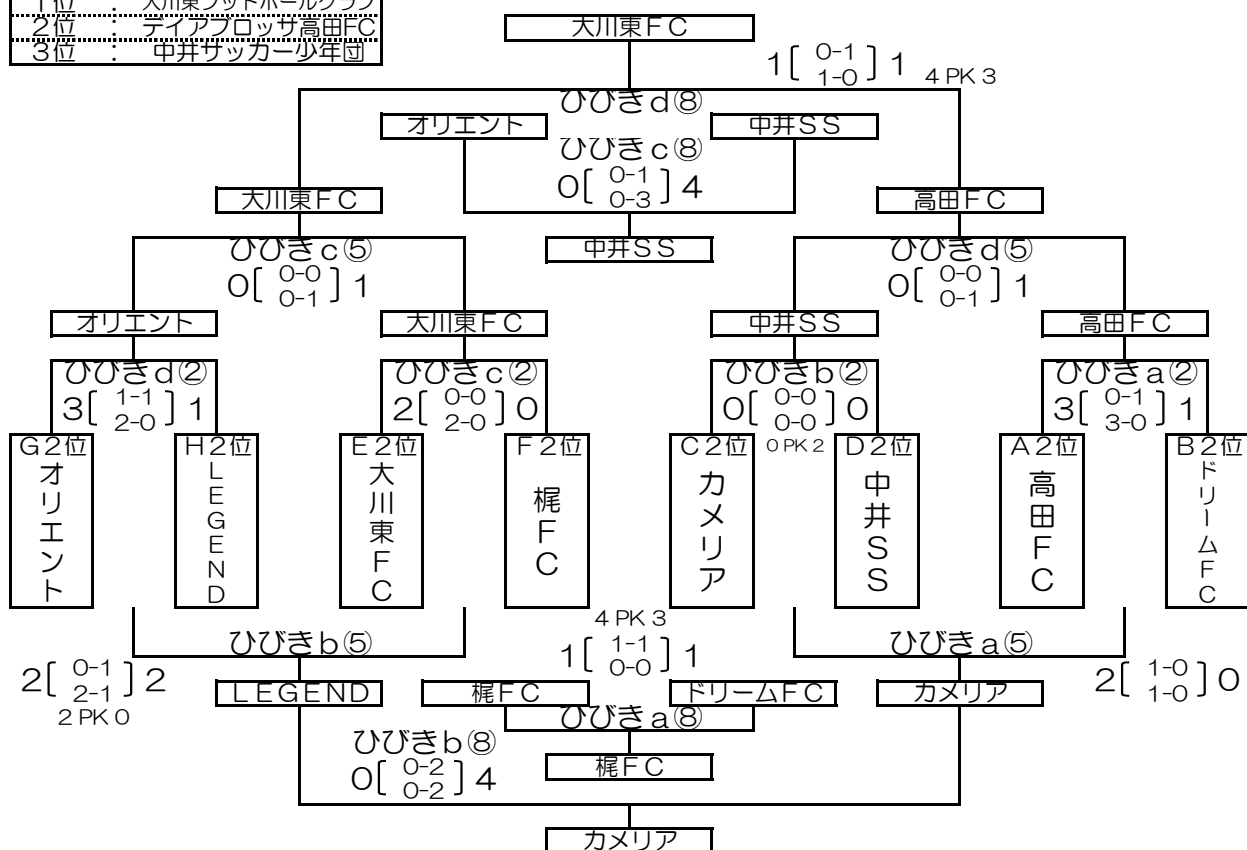 1位 : 大川東フットボールクラブ
2位 : デイアブロッサ高田FC
3位 : 中井サッカー少年団
大川東FC
1[ 0-1 1-0 ] 1 4 PK 3
ひびきd⑧
オリエント 中井SS
ひびきc⑧
0[ 0-1 0-3 ] 4
大川東FC 高田FC
中井SS
ひびきc⑤ ひびきd⑤
0[ 0-0 0-1 ] 1 0[ 0-0 0-1 ] 1
オリエント 大川東FC 中井SS 高田FC
ひびきd② ひびきc② ひびきb② ひびきa②
3[ 1-1 2-0 ] 1 2[ 0-0 2-0 ] 0 0[ 0-0 0-0 ] 0 3[ 0-1 3-0 ] 1
0 PK 2
G2位 H2位 E2位 F2位 C2位 D2位 A2位 B2位
オリエント LEGEND 大川東FC 梶FC カメリア 中井SS 高田FC ドリームFC
4 PK 3
ひびきb⑤ 1[ 1-1 0-0 ] 1 ひびきa⑤
2[ 0-1 2-1 ] 2 2[ 1-0 1-0 ] 0
2 PK 0
LEGEND 梶FC ドリームFC カメリア
ひびきa⑧
ひびきb⑧
0[ 0-2 0-2 ] 4
梶FC
カメリア